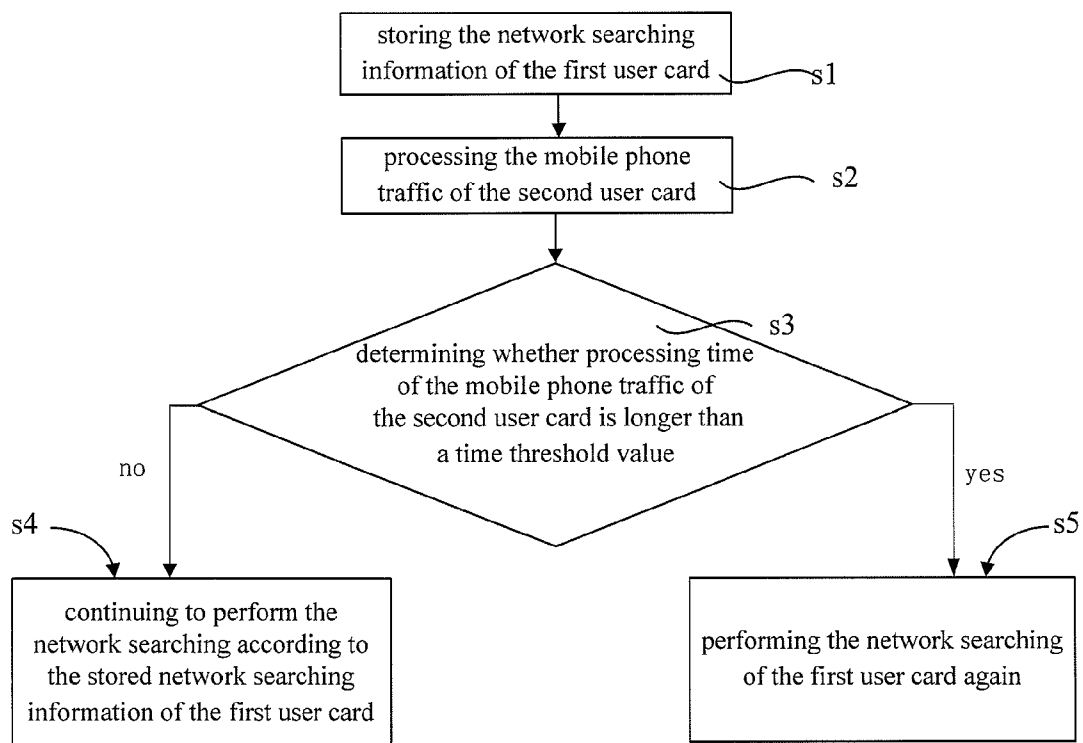 storing the network searching
information of the first user card
s1
processing the mobile phone
traffic of the second user card
s2
s3
determining whether processing time
of the mobile phone traffic of
the second user card is longer than
a time threshold value
no
yes
s4
s5
continuing to perform the
network searching according to
the stored network searching
information of the first user card
performing the network searching
of the first user card again